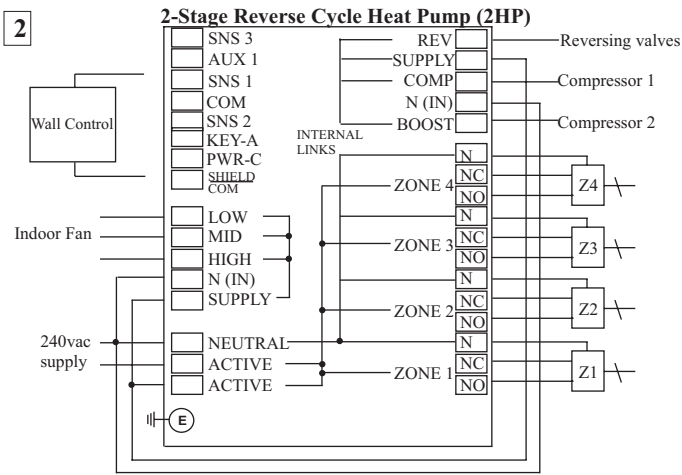 2
2-Stage Reverse Cycle Heat Pump (2HP)
SNS 3
AUX 1
SNS 1
COM
SNS 2
KEY-A
PWR-C
SHIELD
COM
Wall Control
LOW
MID
HIGH
N (IN)
SUPPLY
Indoor Fan
NEUTRAL
ACTIVE
ACTIVE
240vac
supply
E
INTERNAL
LINKS
REV
SUPPLY
COMP
N (IN)
BOOST
Reversing valves
Compressor 1
Compressor 2
ZONE 4
N
NC
NO
Z4
ZONE 3
N
NC
NO
Z3
ZONE 2
N
NC
NO
Z2
ZONE 1
N
NC
NO
Z1